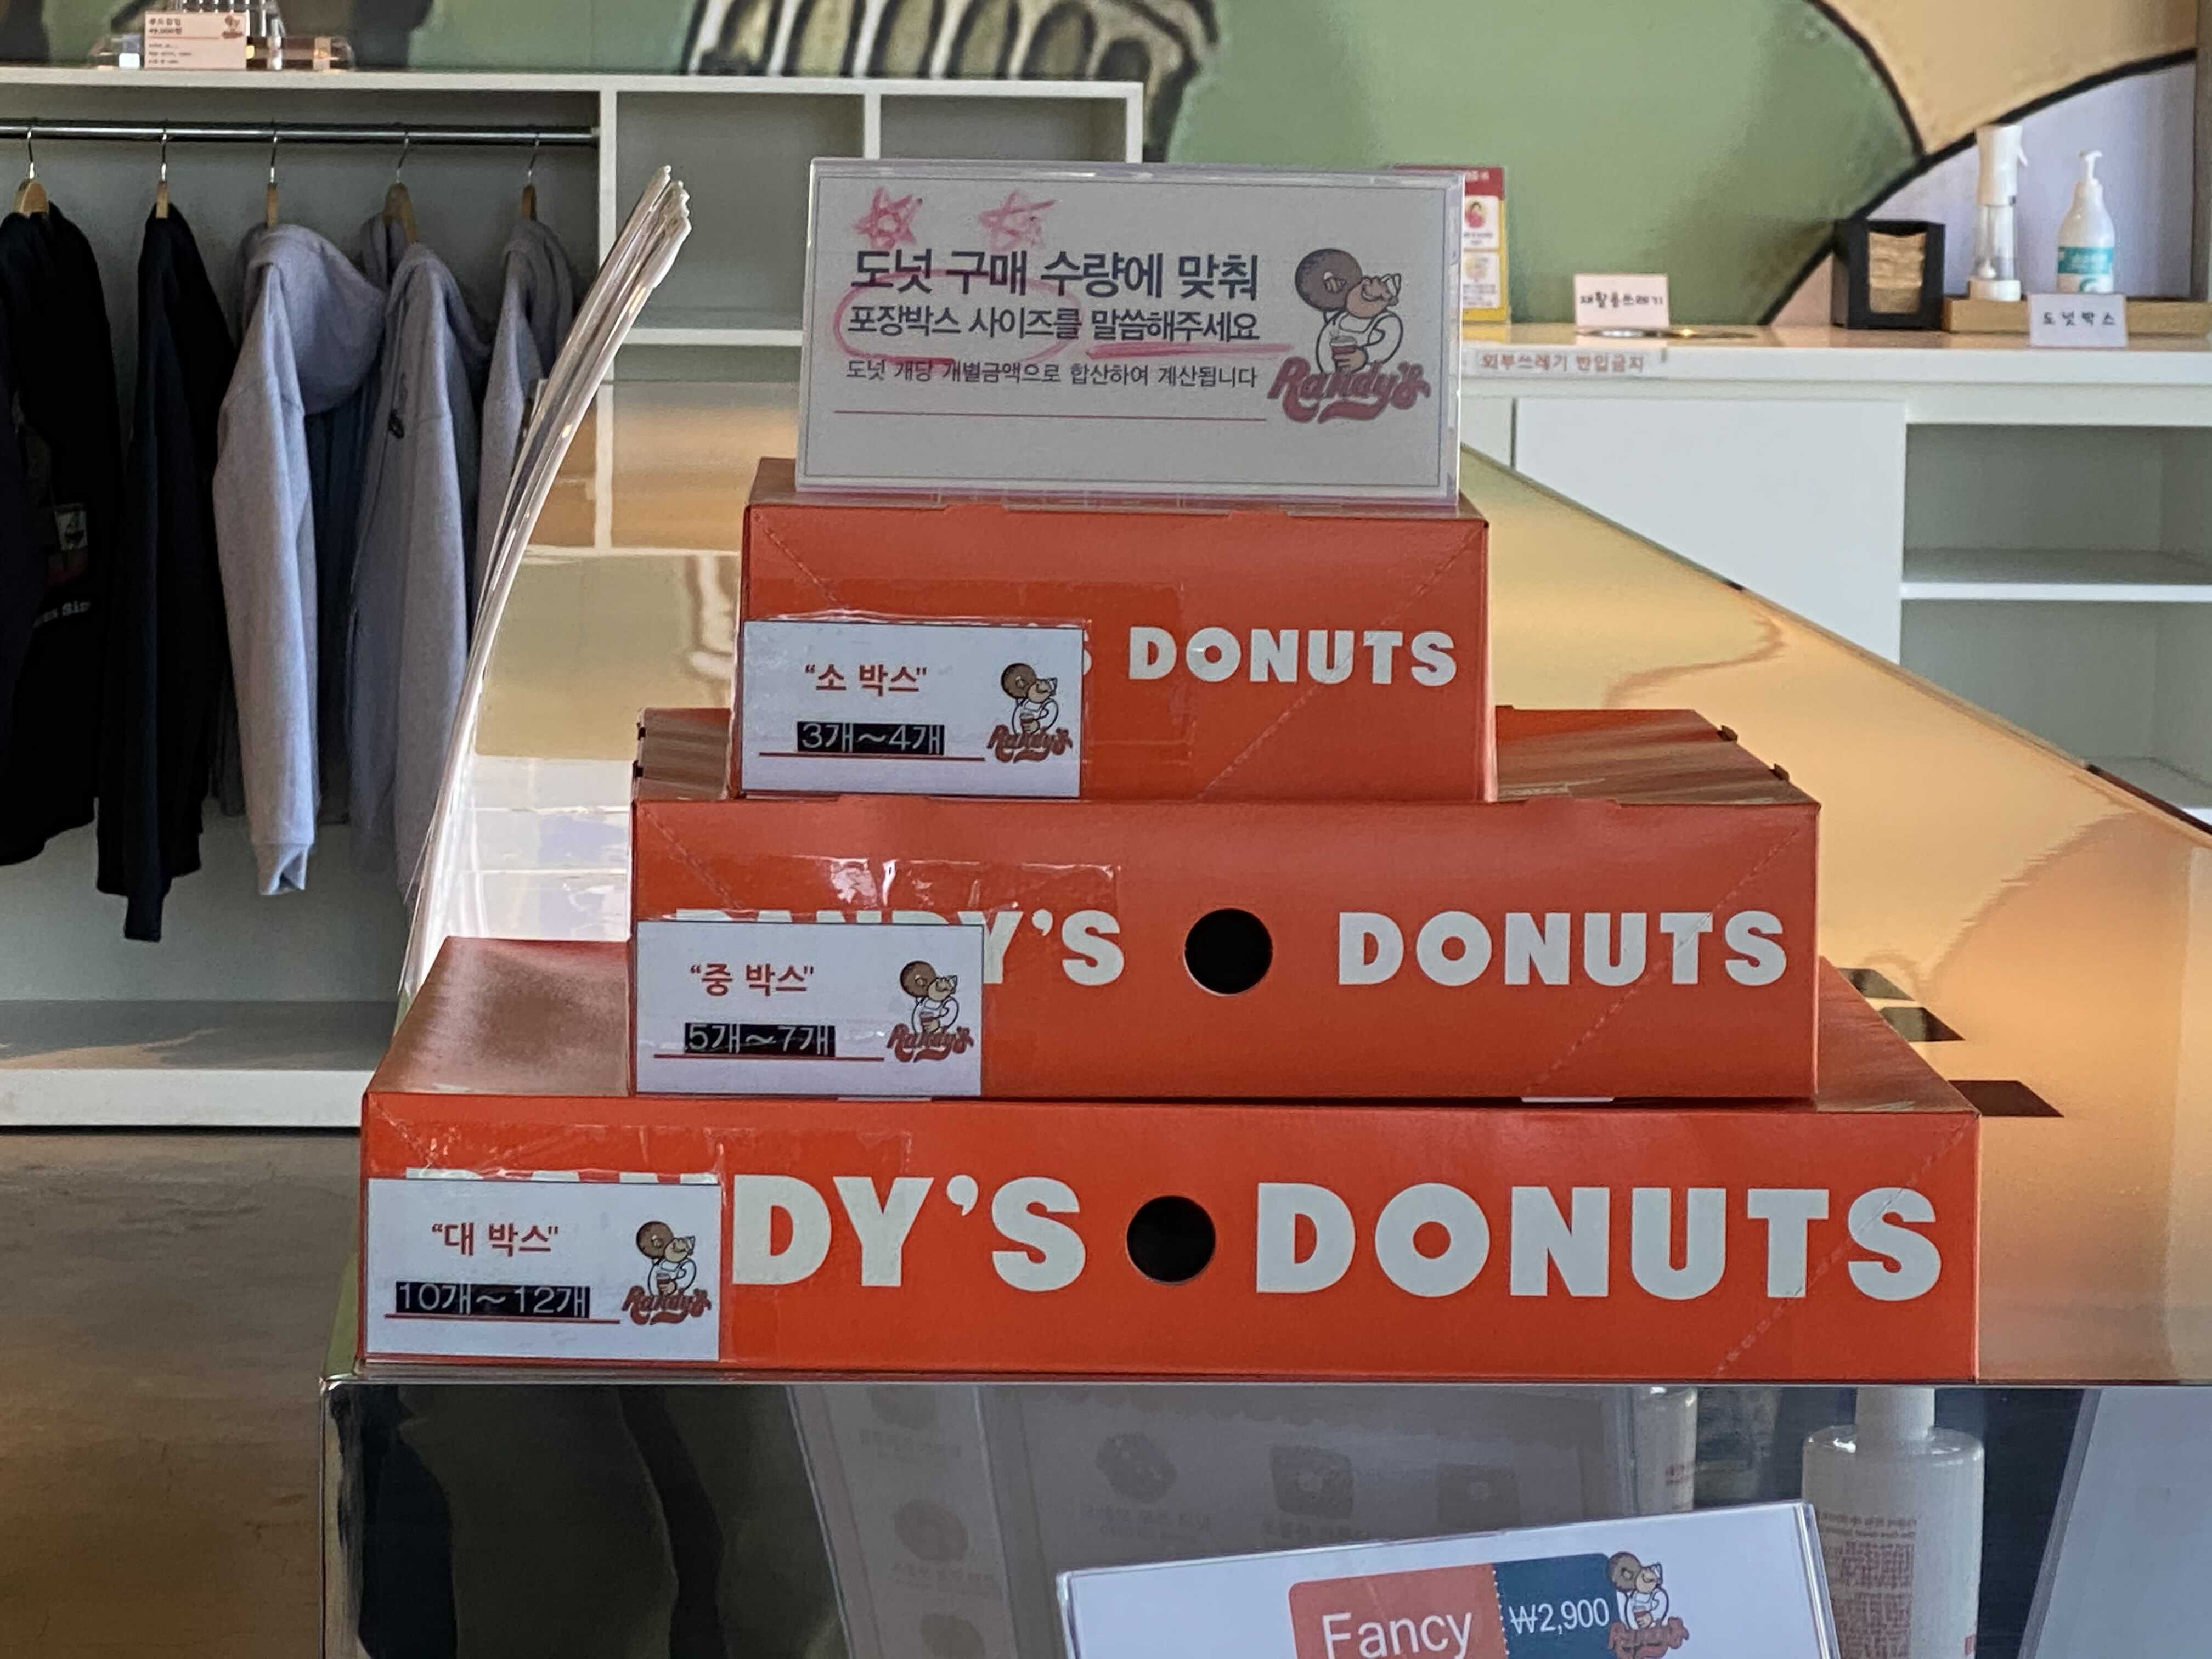 도넛 구매 수량에 맞춰
포장박스 사이즈를 말씀해주세요
도넛 개당 개별금액으로 합산하여 계산됩니다
Randy's
재활용쓰레기
도넛박스
외부쓰레기 반입금지
DONUTS
"소 박스"
3개~4개
Randy's
Y'S DONUTS
"중 박스"
5개~7개
Randy's
DY'S DONUTS
"대 박스"
10개~12개
Randy's
Fancy ₩2,900
Randy's